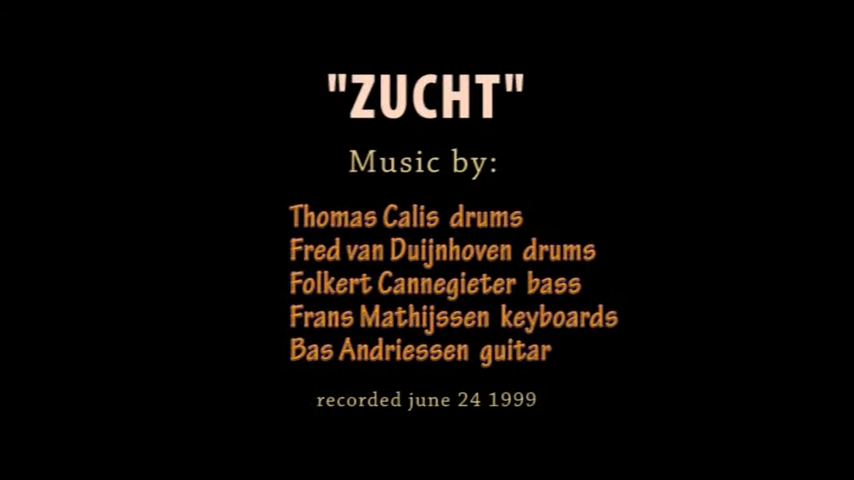 "ZUCHT"
Music by:
Thomas Calis drums
Fred van Duijnhoven drums
Folkert Cannegieter bass
Frans Mathijssen keyboards
Bas Andriessen guitar
recorded june 24 1999